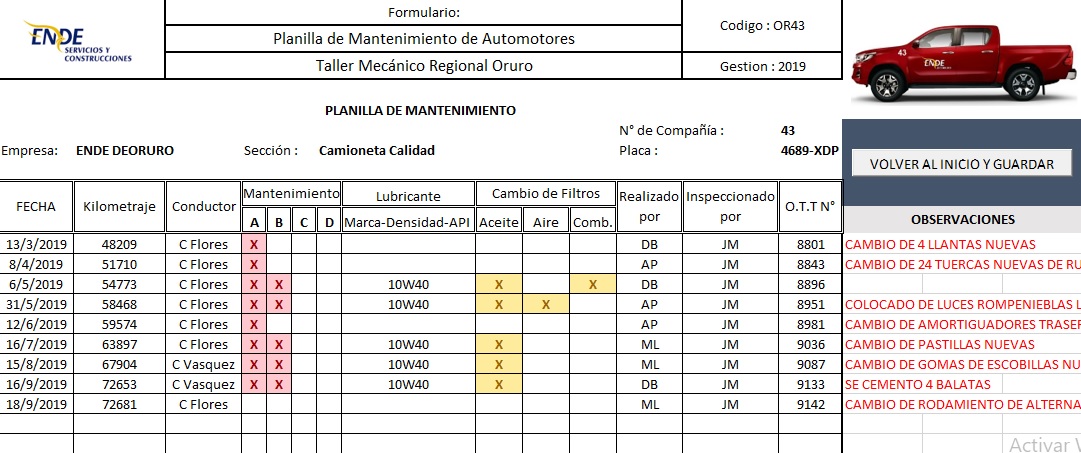 ENDE
SERVICIOS Y
CONSTRUCCIONES
Formulario:
Planilla de Mantenimiento de Automotores
Taller Mecánico Regional Oruro
Codigo : OR43
Gestion : 2019
43
ENDE
PLANILLA DE MANTENIMIENTO
N° de Compañía : 43
Empresa: ENDE DEORURO Sección : Camioneta Calidad Placa : 4689-XDP
VOLVER AL INICIO Y GUARDAR
FECHA Kilometraje Conductor Mantenimiento Lubricante Cambio de Filtros Realizado por Inspeccionado por O.T.T N° OBSERVACIONES
A B C D Marca-Densidad-API Aceite Aire Comb.
13/3/2019 48209 C Flores X DB JM 8801 CAMBIO DE 4 LLANTAS NUEVAS
8/4/2019 51710 C Flores X AP JM 8843 CAMBIO DE 24 TUERCAS NUEVAS DE RU
6/5/2019 54773 C Flores X X 10W40 X X DB JM 8896
31/5/2019 58468 C Flores X X 10W40 X X AP JM 8951 COLOCADO DE LUCES ROMPENIEBLAS L
12/6/2019 59574 C Flores X AP JM 8981 CAMBIO DE AMORTIGUADORES TRASER
16/7/2019 63897 C Flores X X 10W40 X ML JM 9036 CAMBIO DE PASTILLAS NUEVAS
15/8/2019 67904 C Vasquez X X 10W40 X ML JM 9087 CAMBIO DE GOMAS DE ESCOBILLAS NU
16/9/2019 72653 C Vasquez X X 10W40 X DB JM 9133 SE CEMENTO 4 BALATAS
18/9/2019 72681 C Flores ML JM 9142 CAMBIO DE RODAMIENTO DE ALTERNA
Activar